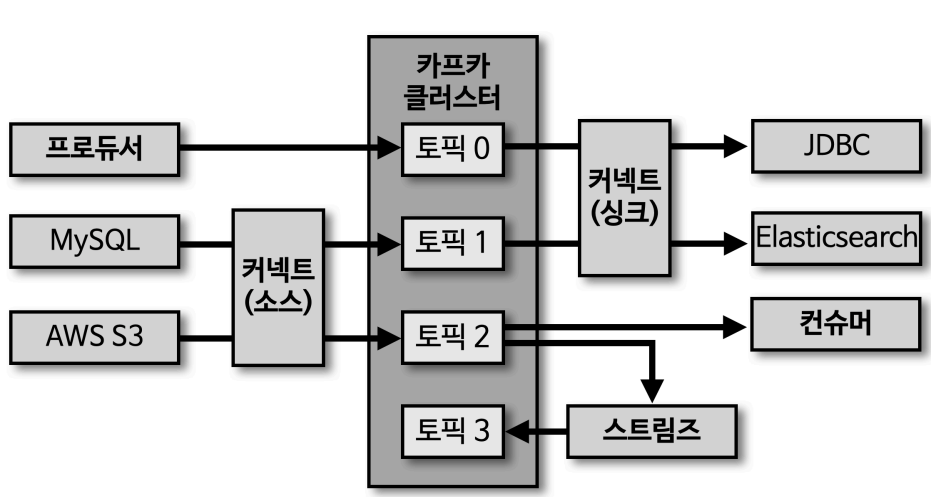 카프카
클러스터
프로듀서
토픽 0
커넥트
(싱크)
JDBC
MySQL
커넥트
(소스)
토픽 1
Elasticsearch
AWS S3
토픽 2
컨슈머
토픽 3
스트림즈